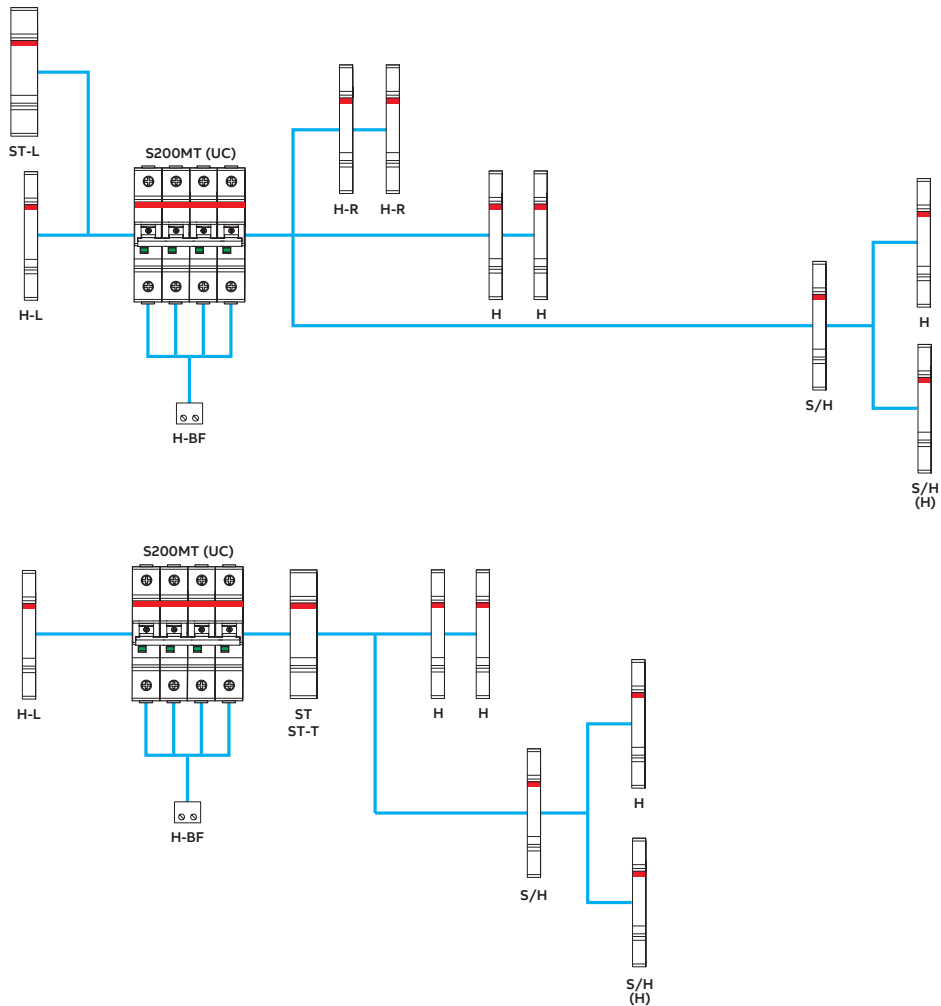 ST-L
S200MT (UC)
H-R
H-R
H-L
H
H
H
S/H
H-BF
S/H
(H)
S200MT (UC)
H-L
ST
ST-T
H
H
H-BF
H
S/H
S/H
(H)